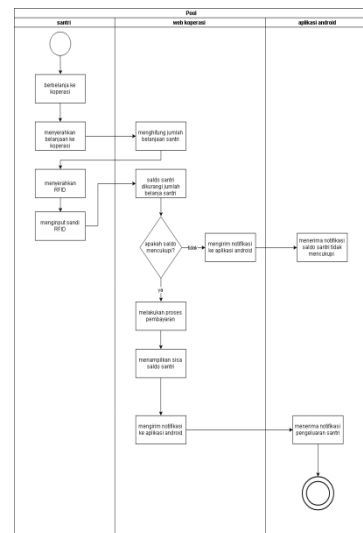 Pool
santri
web koperasi
aplikasi android
berbelanja ke
koperasi
menyerahkan
belanjaan ke
koperasi
menghitung jumlah
belanjaan santri
menyerahkan
RFID
saldo santri
dikurangi jumlah
belanja santri
menginput sandi
RFID
apakah saldo
mencukupi?
tidak
mengirim notifikasi
ke aplikasi android
menerima notifikasi
saldo santri tidak
mencukupi
ya
melakukan proses
pembayaran
menampilkan sisa
saldo santri
mengirim notifikasi
ke aplikasi android
menerima notifikasi
pengeluaran santri